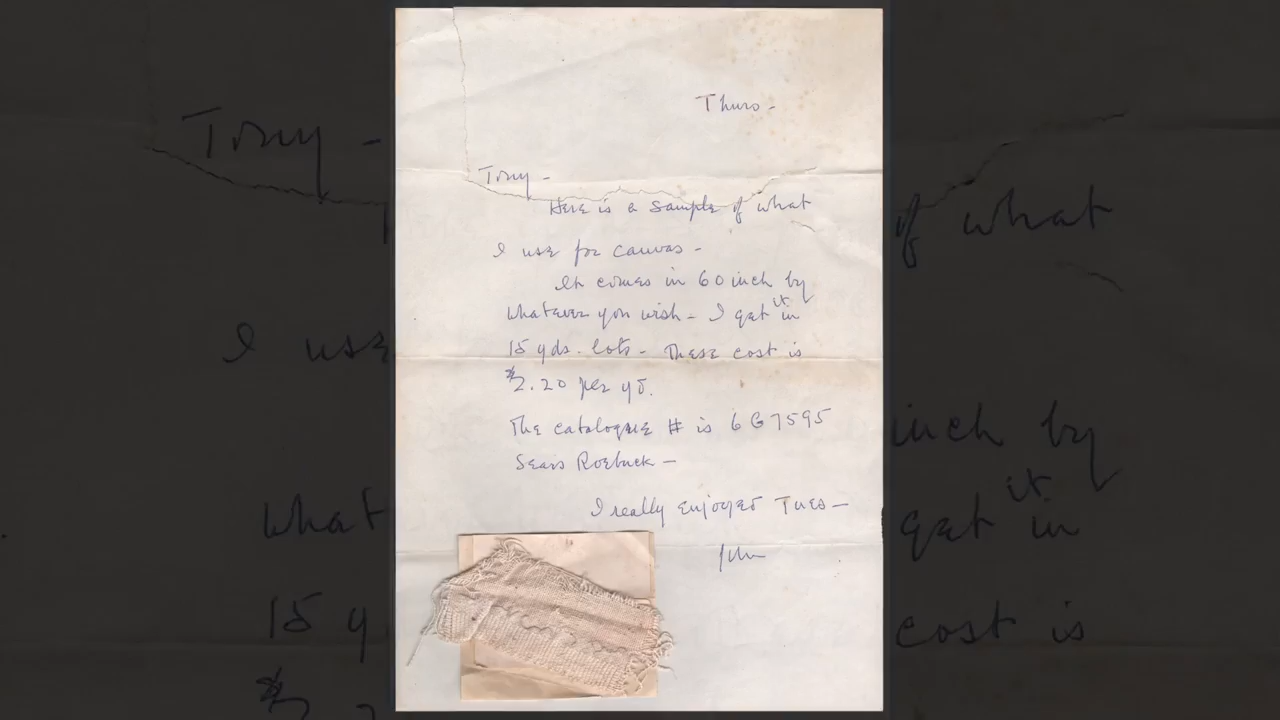 Thurs -
Tony -
Here is a sample of what
I use for canvas -
It comes in 60 inch by
whatever you wish - I get it in
15 yds. lots - These cost is
$2.20 per yd.
The catalogue # is 6G7595
Sears Roebuck -
I really enjoyed Tues -
John